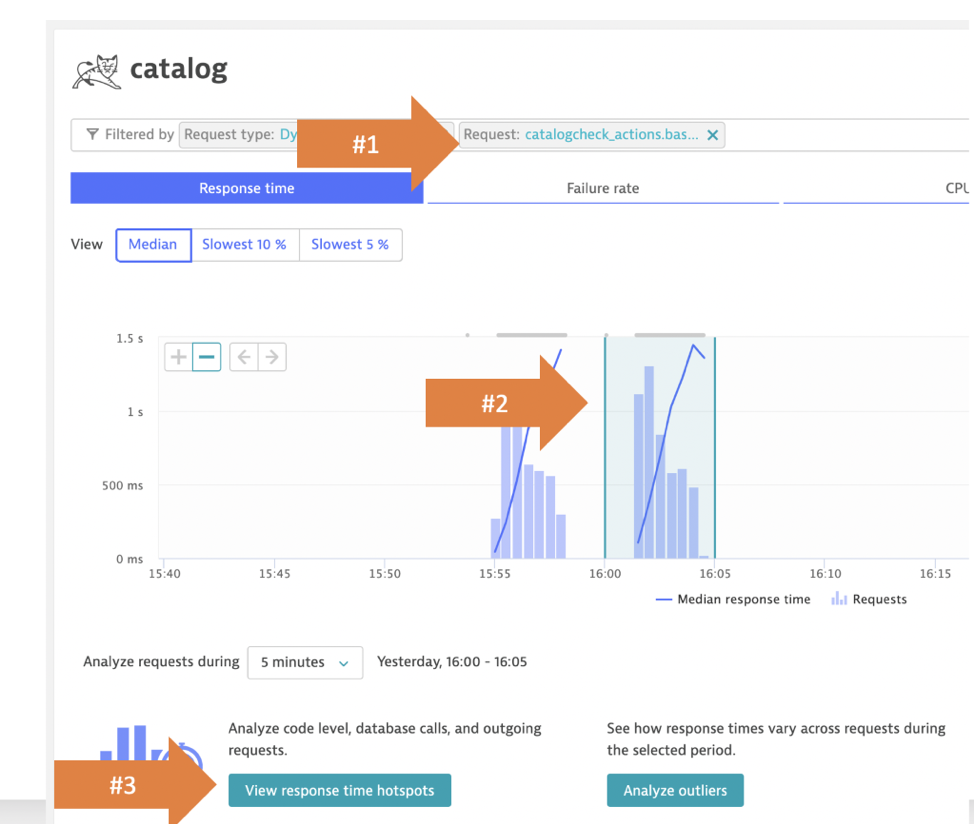 catalog
Filtered by Request type: Dy Request: catalogcheck_actions.bas...
#1
Response time Failure rate CPU
View Median Slowest 10 % Slowest 5 %
1.5 s
#2
1 s
500 ms
0 ms
15:40 15:45 15:50 15:55 16:00 16:05 16:10 16:15
Median response time Requests
Analyze requests during 5 minutes Yesterday, 16:00 - 16:05
Analyze code level, database calls, and outgoing
requests.
See how response times vary across requests during
the selected period.
#3
View response time hotspots Analyze outliers